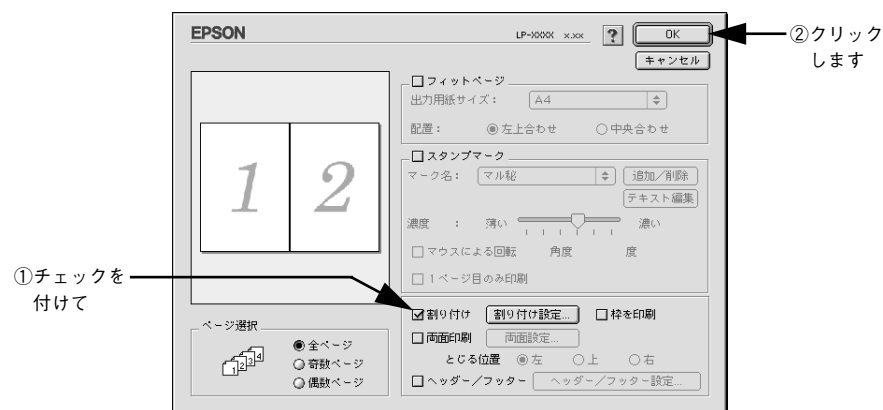 EPSON
LP-XXXX x.xx
?
OK
キャンセル
②クリック
します
フィットページ
出力用紙サイズ： A4
配置： 左上合わせ 中央合わせ
スタンプマーク
マーク名： マル秘 追加／削除
テキスト編集
濃度 ： 薄い 濃い
マウスによる回転 角度 度
1ページ目のみ印刷
1 2
①チェックを
付けて
割り付け 割り付け設定... 枠を印刷
両面印刷 両面設定...
とじる位置 左 上 右
ヘッダー／フッター ヘッダー／フッター設定...
ページ選択
1 2 3 4
全ページ
奇数ページ
偶数ページ